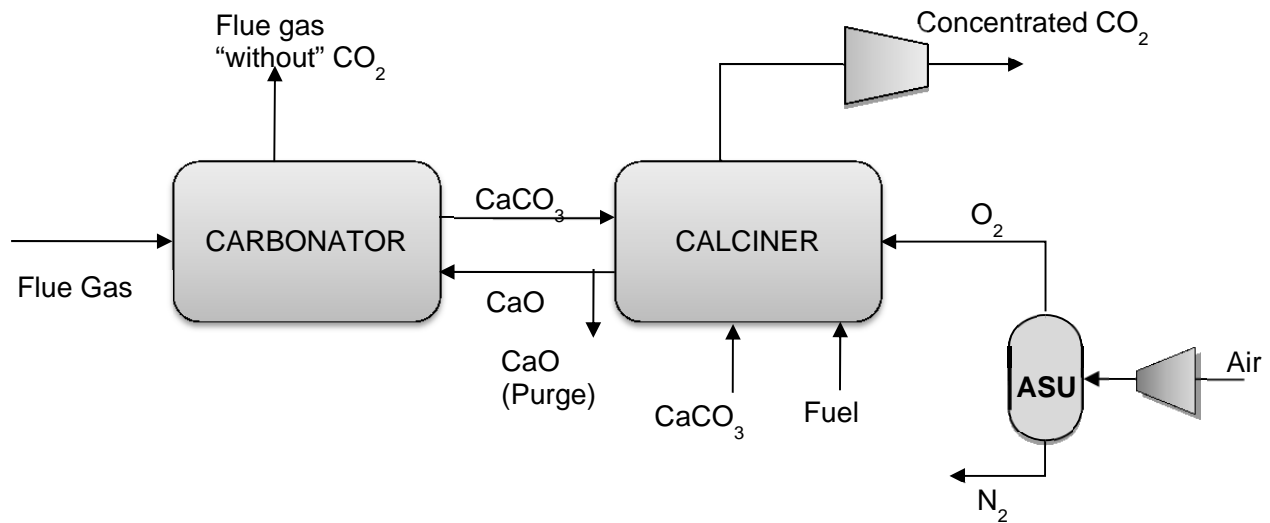 Flue gas
“without” CO₂
Concentrated CO₂
CaCO₃
CARBONATOR
CALCINER
O₂
Flue Gas
CaO
CaO
(Purge)
CaCO₃
Fuel
ASU
Air
N₂